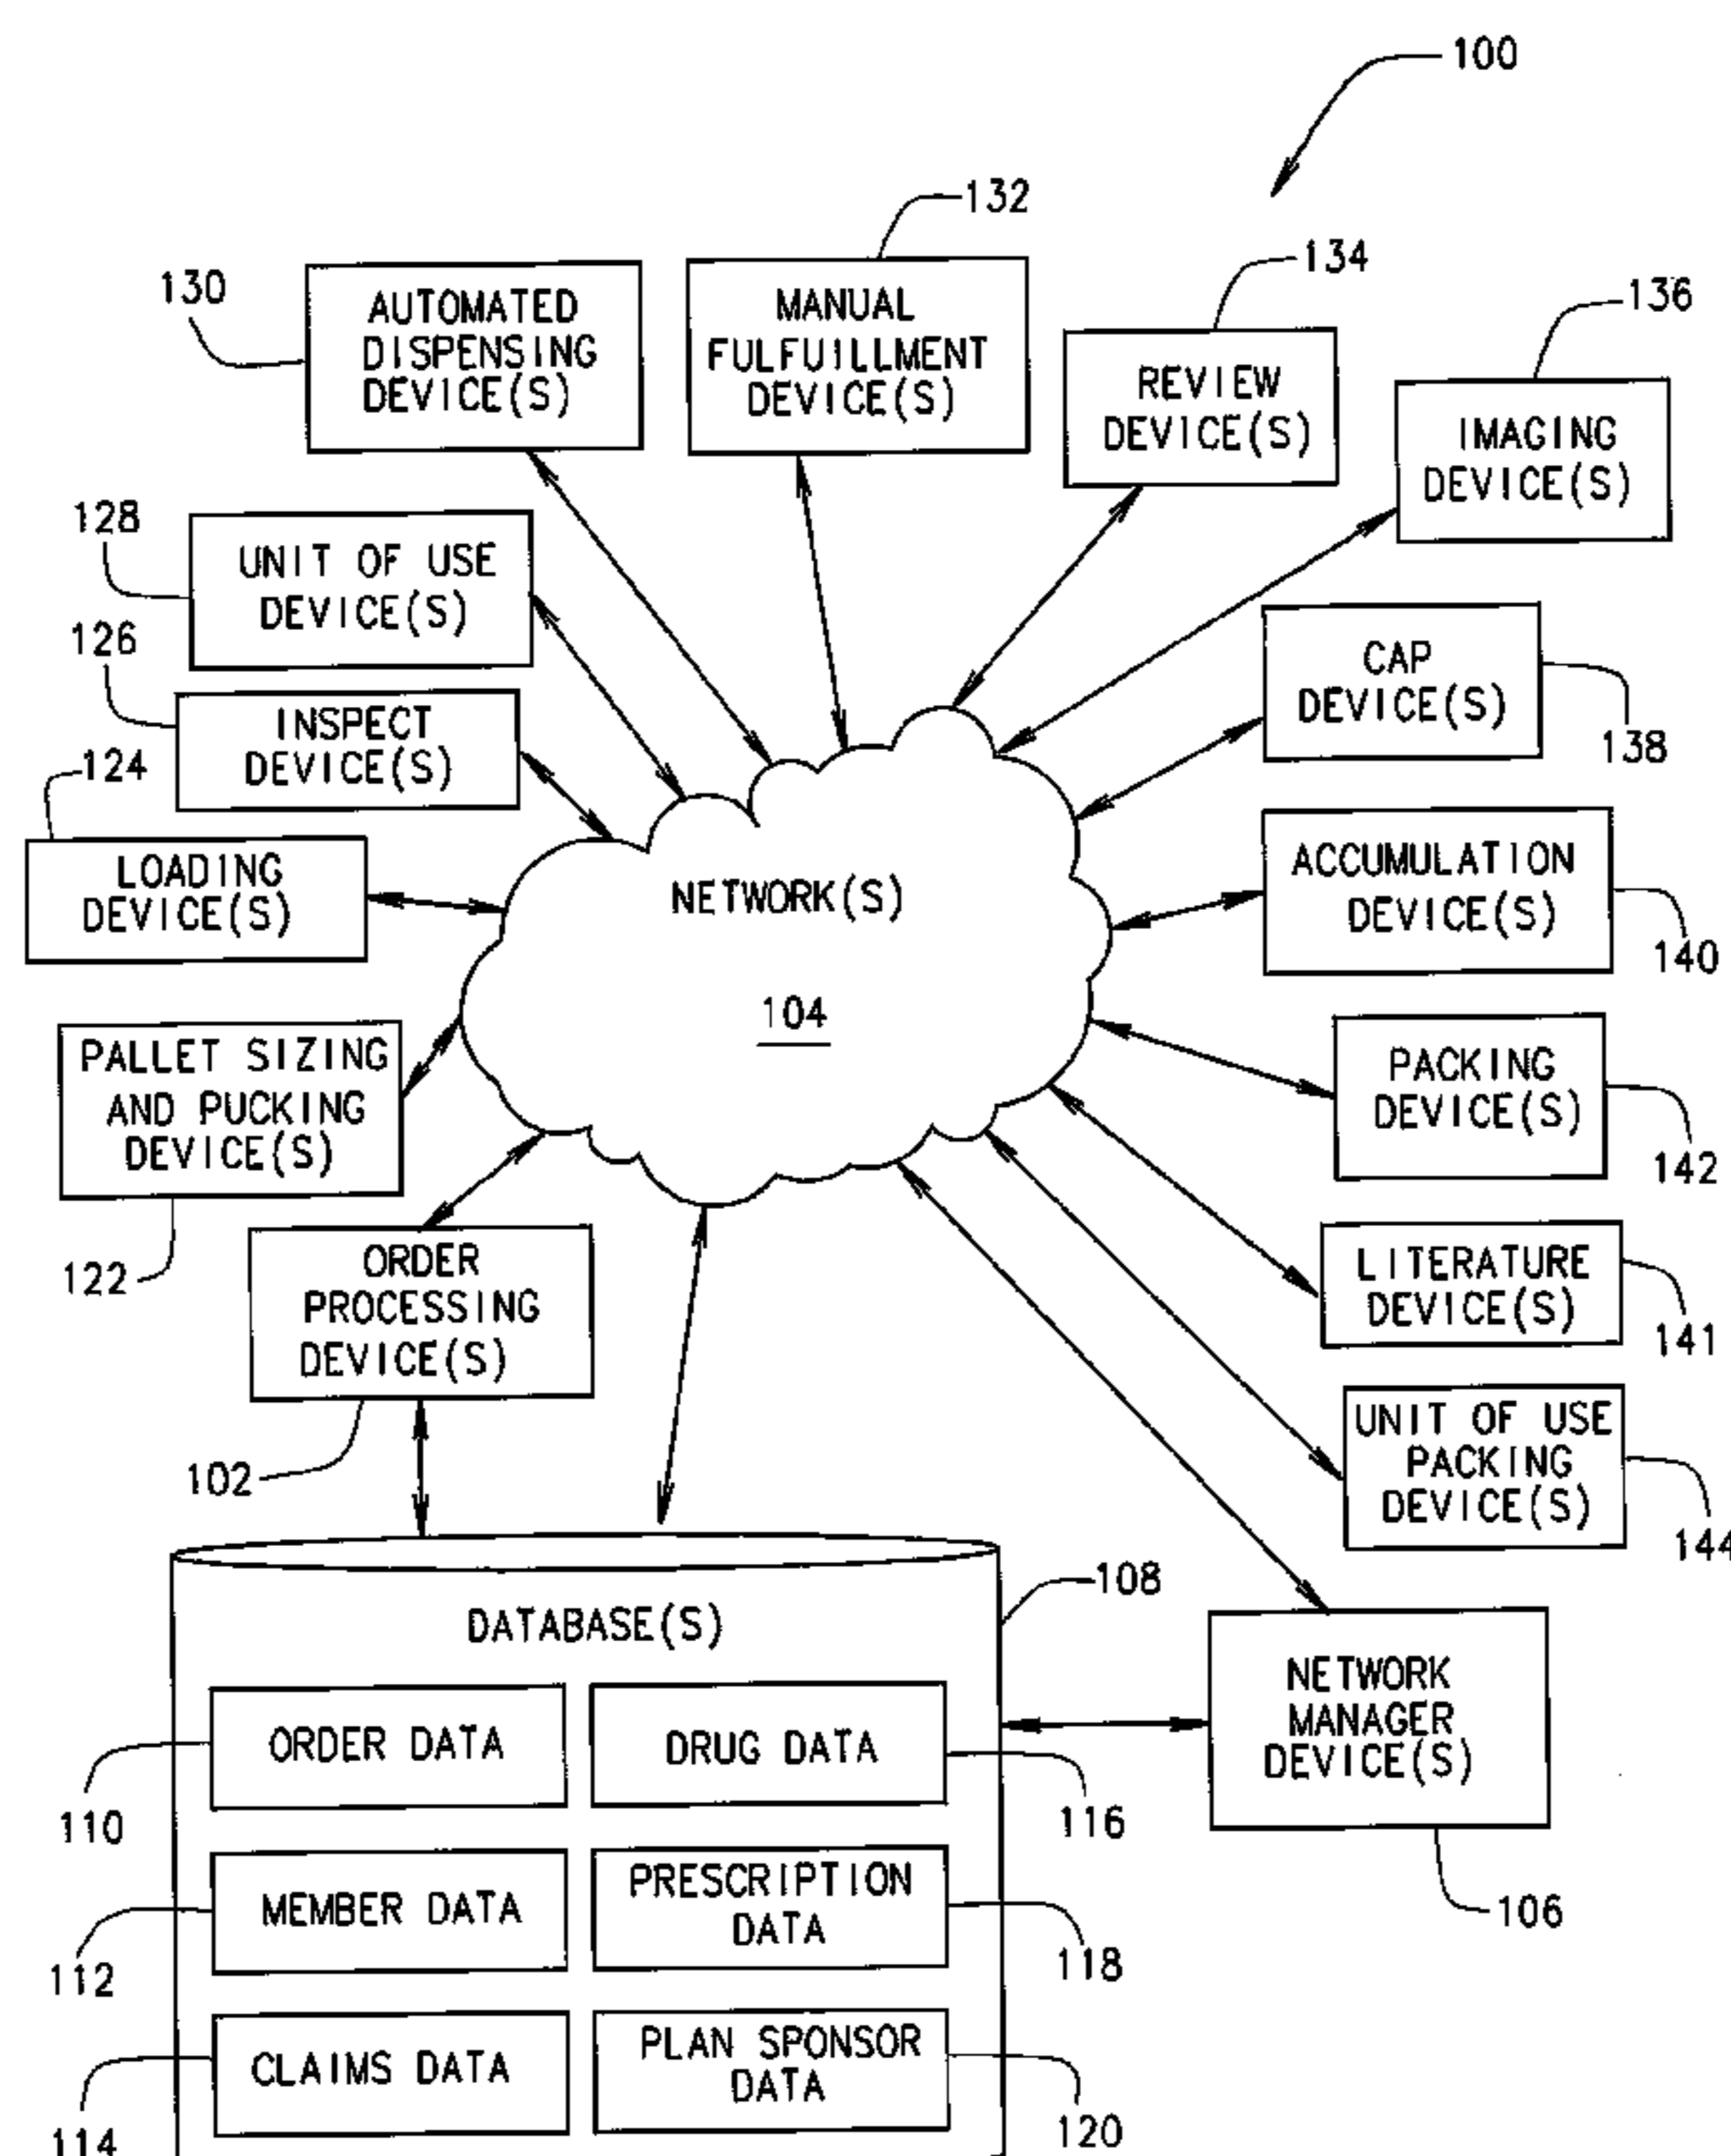 100
132
130
AUTOMATED
DISPENSING
DEVICE(S)
MANUAL
FULFUILLMENT
DEVICE(S)
134
REVIEW
DEVICE(S)
136
IMAGING
DEVICE(S)
128
UNIT OF USE
DEVICE(S)
126
INSPECT
DEVICE(S)
124
LOADING
DEVICE(S)
CAP
DEVICE(S)
138
NETWORK(S)
104
ACCUMULATION
DEVICE(S)
140
PALLET SIZING
AND PUCKING
DEVICE(S)
122
PACKING
DEVICE(S)
142
ORDER
PROCESSING
DEVICE(S)
102
LITERATURE
DEVICE(S)
141
UNIT OF USE
PACKING
DEVICE(S)
144
108
DATABASE(S)
ORDER DATA
110
DRUG DATA
116
NETWORK
MANAGER
DEVICE(S)
106
MEMBER DATA
112
PRESCRIPTION
DATA
118
CLAIMS DATA
114
PLAN SPONSOR
DATA
120